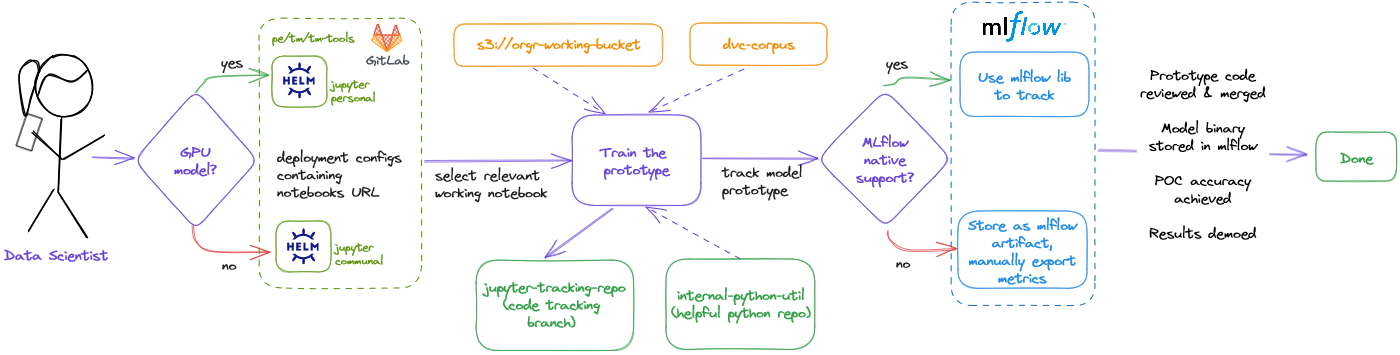 Data Scientist
GPU
model?
yes
no
pe/tm/tm-tools
GitLab
HELM
jupyter
personal
deployment configs
containing
notebooks URL
HELM
jupyter
communal
select relevant
working notebook
s3://orgr-working-bucket
dvc-corpus
Train the
prototype
jupyter-tracking-repo
(code tracking
branch)
internal-python-util
(helpful python repo)
track model
prototype
MLflow
native
support?
yes
no
mlflow
Use mlflow lib
to track
Store as mlflow
artifact,
manually export
metrics
Prototype code
reviewed & merged
Model binary
stored in mlflow
POC accuracy
achieved
Results demoed
Done